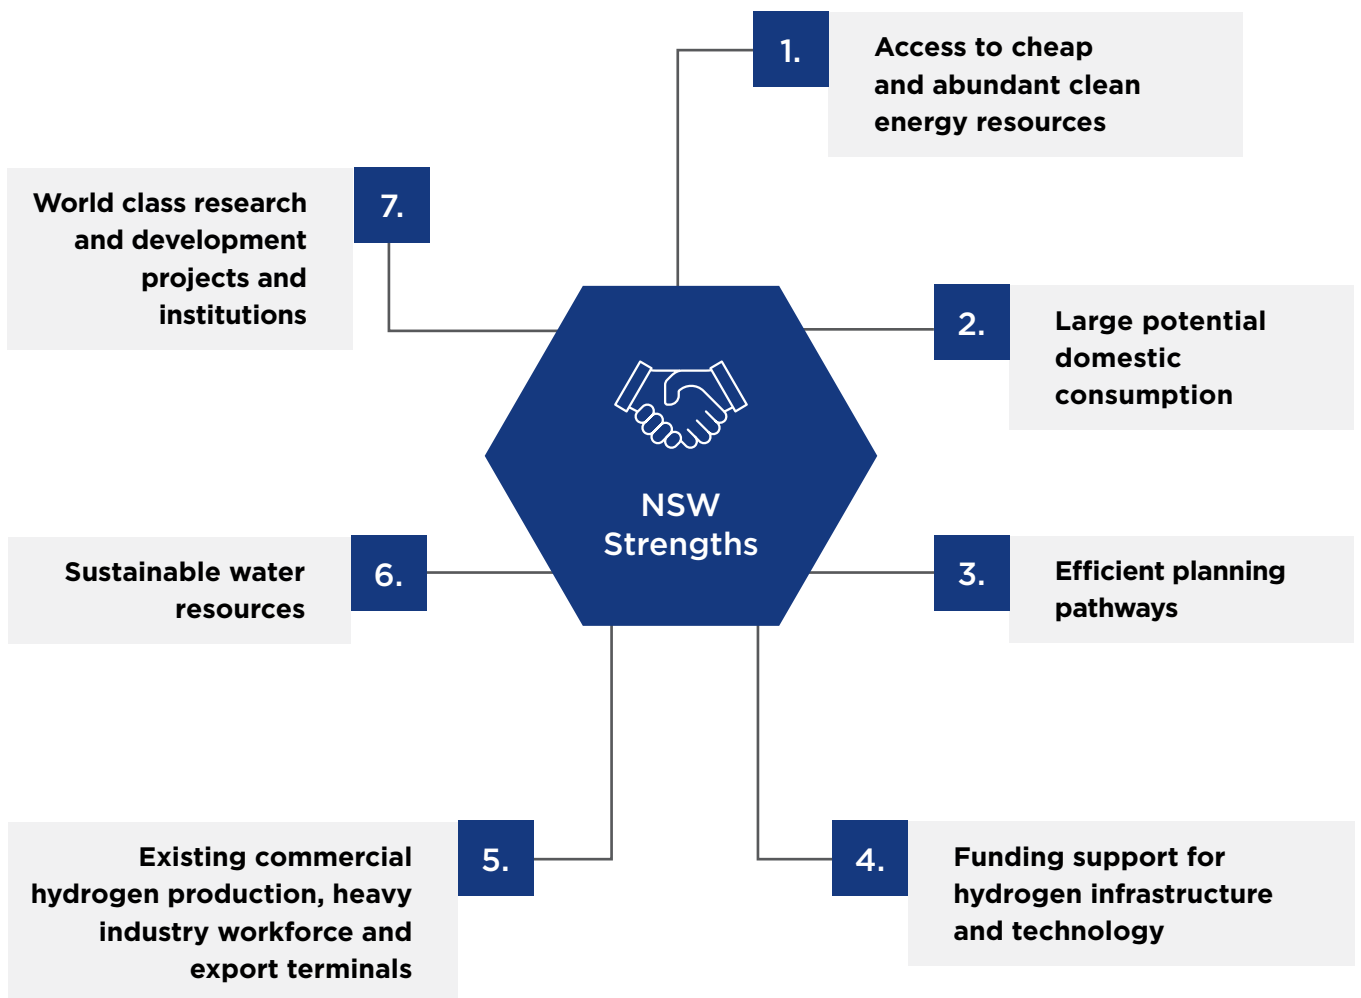 1.
Access to cheap
and abundant clean
energy resources
2.
Large potential
domestic
consumption
3.
Efficient planning
pathways
4.
Funding support for
hydrogen infrastructure
and technology
5.
Existing commercial
hydrogen production, heavy
industry workforce and
export terminals
6.
Sustainable water
resources
7.
World class research
and development
projects and
institutions
NSW
Strengths